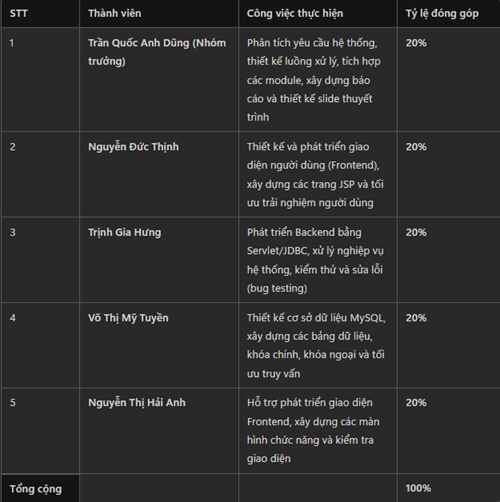 STT Thành viên Công việc thực hiện Tỷ lệ đóng góp
1 Trần Quốc Anh Dũng (Nhóm trưởng) Phân tích yêu cầu hệ thống, 20%
thiết kế luồng xử lý, tích hợp
các module, xây dựng báo
cáo và thiết kế slide thuyết
trình
2 Nguyễn Đức Thịnh Thiết kế và phát triển giao 20%
diện người dùng (Frontend),
xây dựng các trang JSP và tối
ưu trải nghiệm người dùng
3 Trịnh Gia Hưng Phát triển Backend bằng 20%
Servlet/JDBC, xử lý nghiệp vụ
hệ thống, kiểm thử và sửa lỗi
(bug testing)
4 Võ Thị Mỹ Tuyền Thiết kế cơ sở dữ liệu MySQL, 20%
xây dựng các bảng dữ liệu,
khóa chính, khóa ngoại và tối
ưu truy vấn
5 Nguyễn Thị Hải Anh Hỗ trợ phát triển giao diện 20%
Frontend, xây dựng các màn
hình chức năng và kiểm tra
giao diện
Tổng cộng 100%